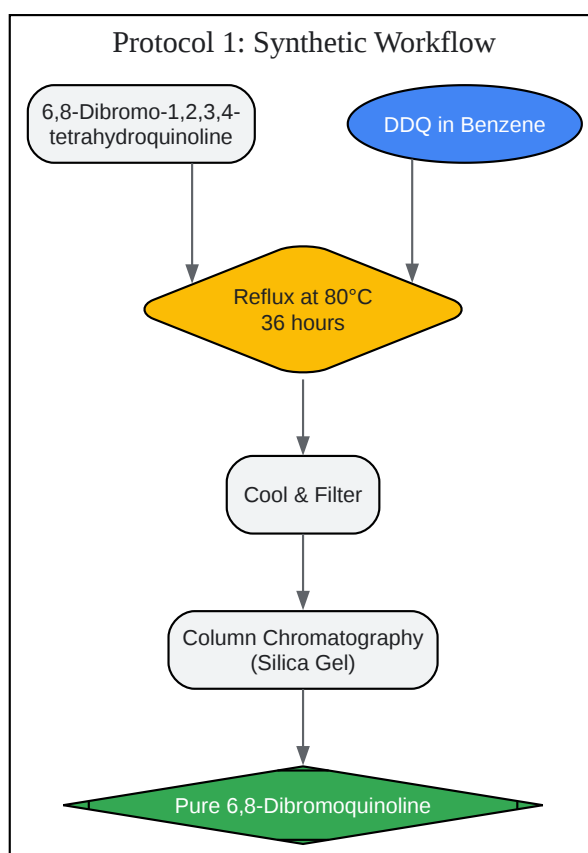 Protocol 1: Synthetic Workflow
6,8-Dibromo-1,2,3,4-
tetrahydroquinoline
DDQ in Benzene
Reflux at 80°C
36 hours
Cool & Filter
Column Chromatography
(Silica Gel)
Pure 6,8-Dibromoquinoline